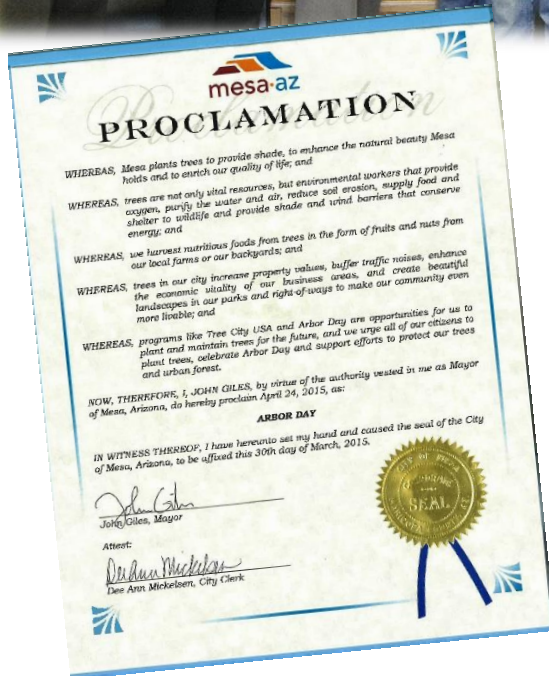 mesa·az
PROCLAMATION
WHEREAS, Mesa plants trees to provide shade, to enhance the natural beauty Mesa
holds and to enrich our quality of life; and
WHEREAS, trees are not only vital resources, but environmental workers that provide
oxygen, purify the water and air, reduce soil erosion, supply food and
shelter to wildlife and provide shade and wind barriers that conserve
energy; and
WHEREAS, we harvest nutritious foods from trees in the form of fruits and nuts from
our local farms or our backyards; and
WHEREAS, trees in our city increase property values, buffer traffic noises, enhance
the economic vitality of our business areas, and create beautiful
landscapes in our parks and right-of-ways to make our community even
more livable; and
WHEREAS, programs like Tree City USA and Arbor Day are opportunities for us to
plant and maintain trees for the future, and we urge all of our citizens to
plant trees, celebrate Arbor Day and support efforts to protect our trees
and urban forest.
NOW, THEREFORE, I, JOHN GILES, by virtue of the authority vested in me as Mayor
of Mesa, Arizona, do hereby proclaim April 24, 2015, as:
ARBOR DAY
IN WITNESS THEREOF, I have hereunto set my hand and caused the seal of the City
of Mesa, Arizona, to be affixed this 30th day of March, 2015.
John Giles
John Giles, Mayor
Attest:
DeeAnn Mickelsen
Dee Ann Mickelsen, City Clerk
SEAL